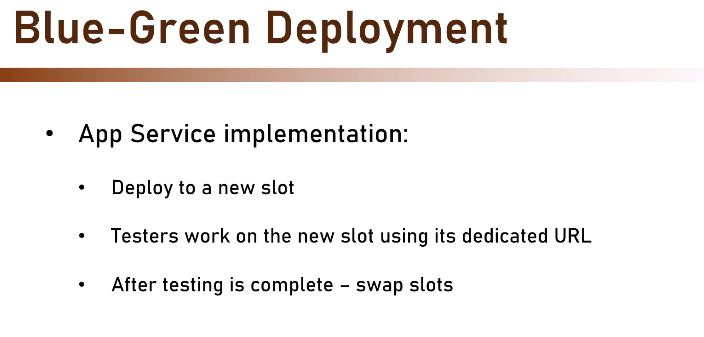 Blue-Green Deployment
• App Service implementation:
• Deploy to a new slot
• Testers work on the new slot using its dedicated URL
• After testing is complete – swap slots